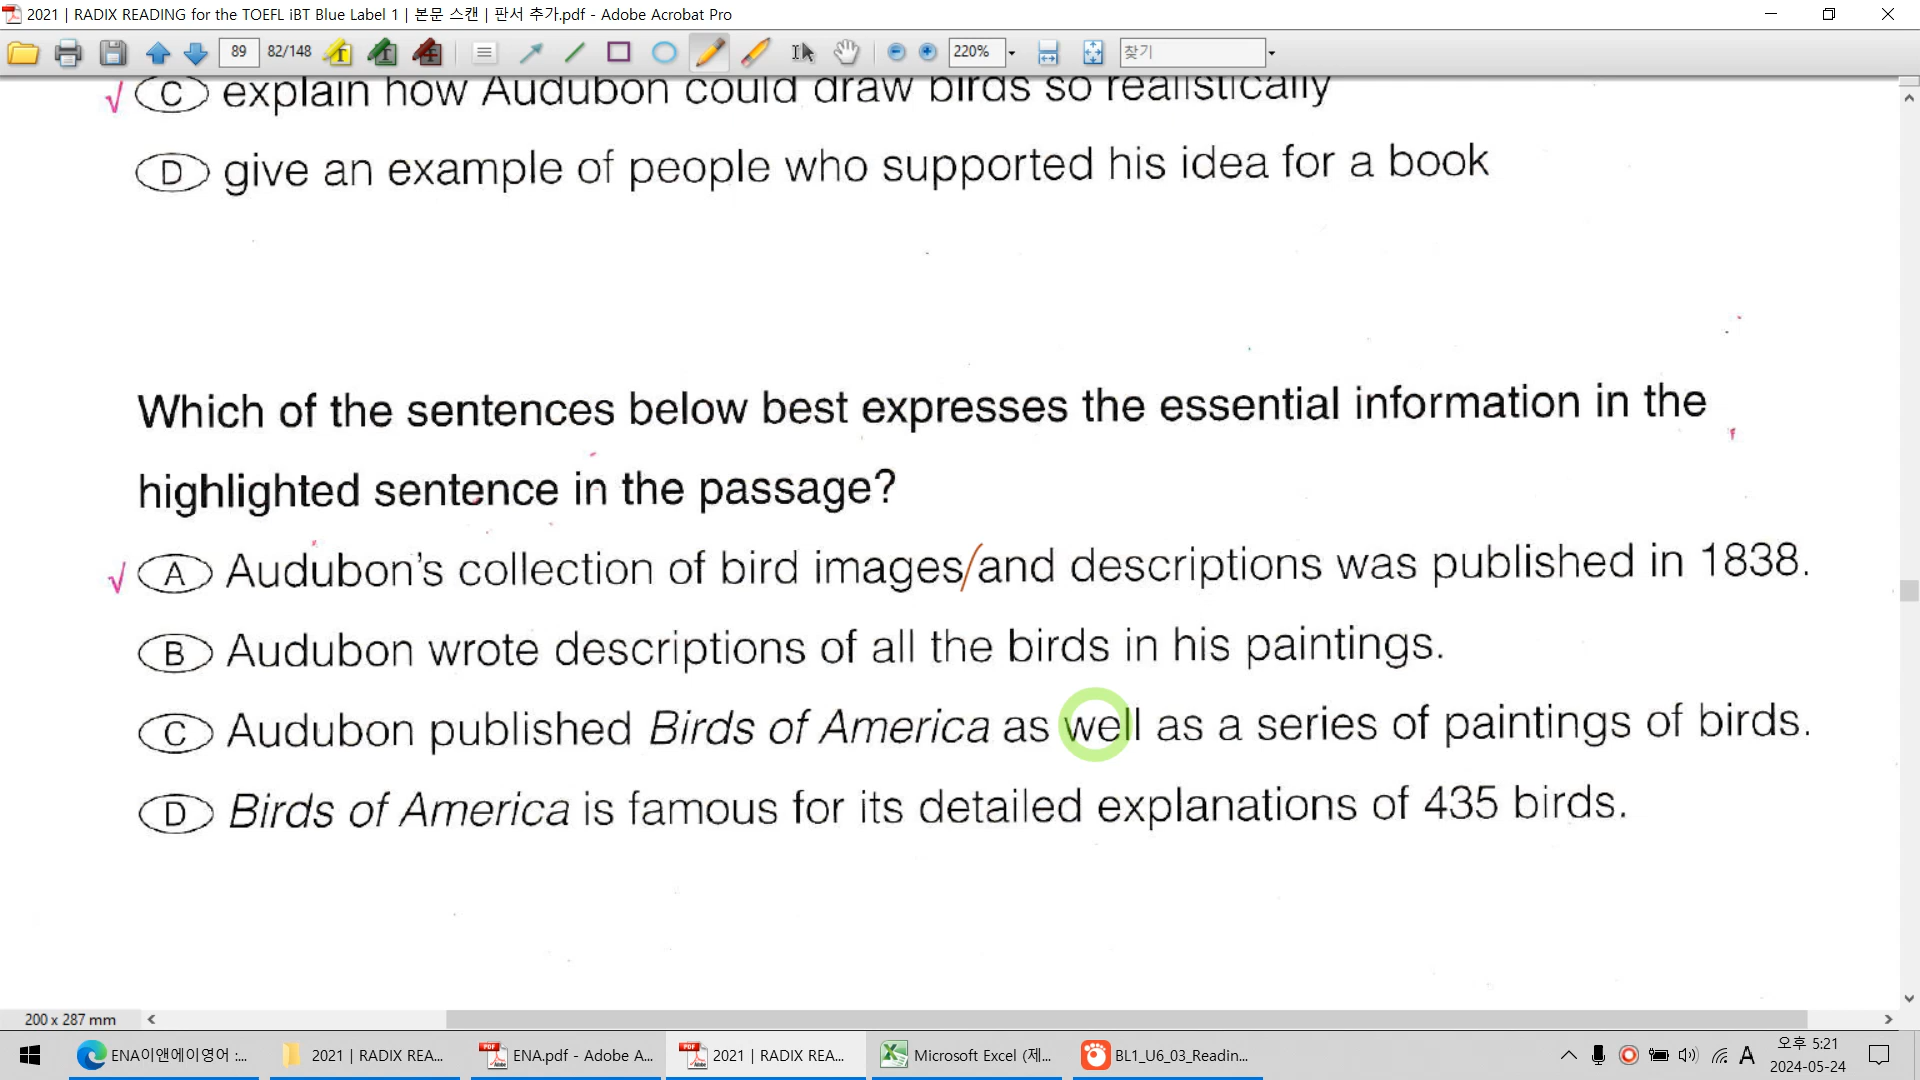 2021 | RADIX READING for the TOEFL iBT Blue Label 1 | 본문 스캔 | 판서 추가.pdf - Adobe Acrobat Pro
89 82/148 220% 찾기
√ C explain how Audubon could draw birds so realistically
D give an example of people who supported his idea for a book
Which of the sentences below best expresses the essential information in the
highlighted sentence in the passage?
√ A Audubon's collection of bird images/and descriptions was published in 1838.
B Audubon wrote descriptions of all the birds in his paintings.
C Audubon published Birds of America as well as a series of paintings of birds.
D Birds of America is famous for its detailed explanations of 435 birds.
200 x 287 mm
ENA이앤에이영어 :... 2021 | RADIX REA... ENA.pdf - Adobe A... 2021 | RADIX REA... Microsoft Excel (제... BL1_U6_03_Readin... A 오후 5:21
2024-05-24